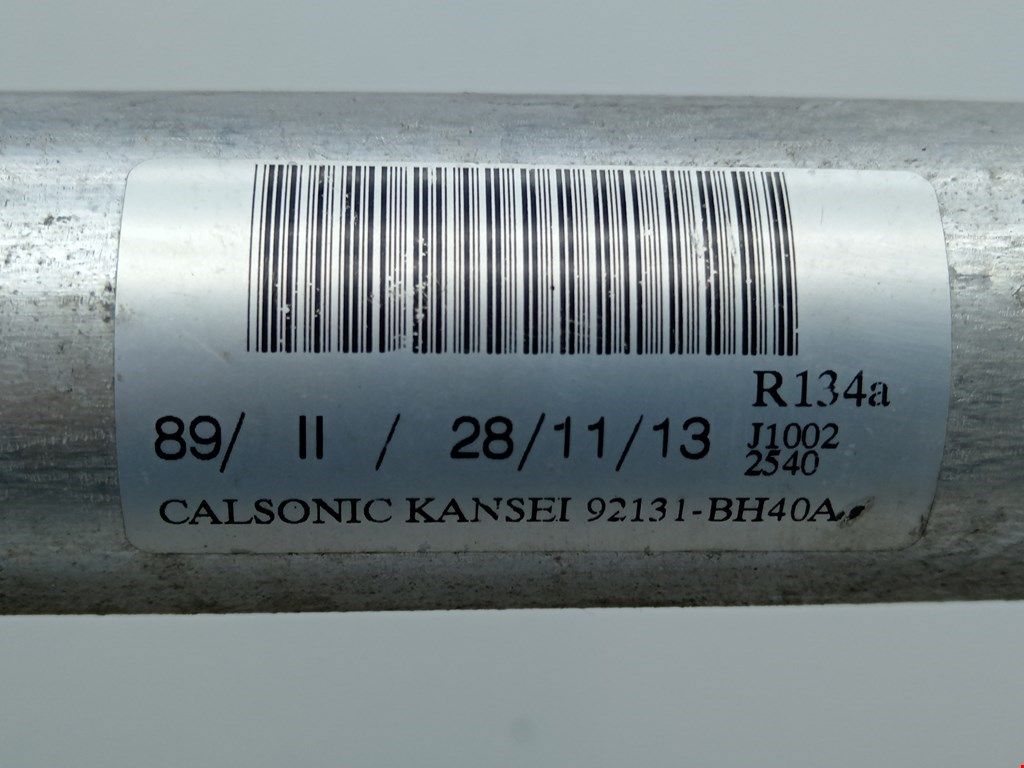 R134a
89/ II / 28/11/13 J1002
2540
CALSONIC KANSEI 92131-BH40A